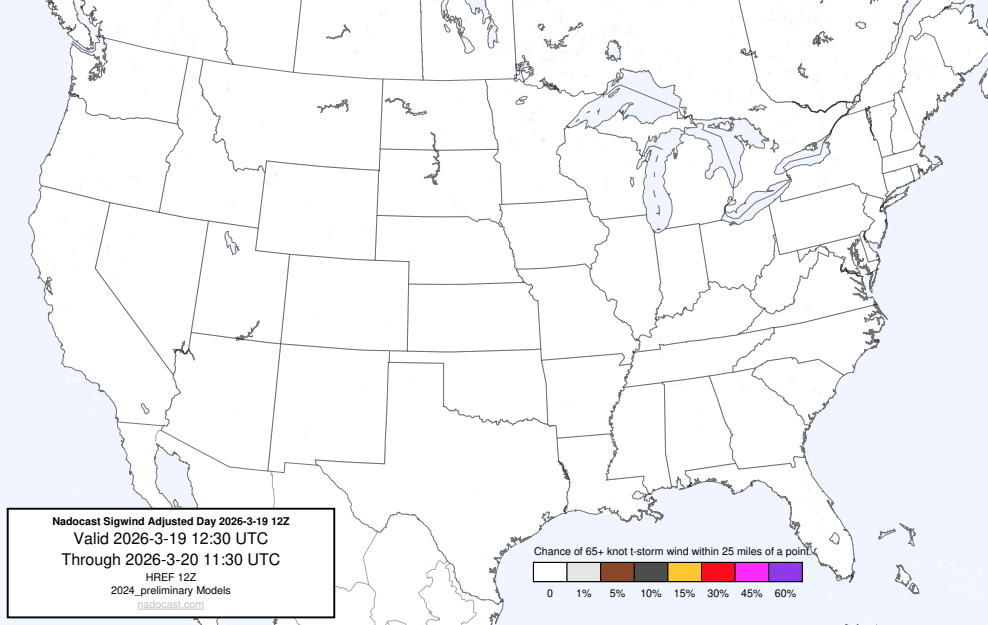 Nadocast Sigwind Adjusted Day 2026-3-19 12Z
Valid 2026-3-19 12:30 UTC
Through 2026-3-20 11:30 UTC
HREF 12Z
2024_preliminary Models
nadocast.com
Chance of 65+ knot t-storm wind within 25 miles of a point.
0 1% 5% 10% 15% 30% 45% 60%